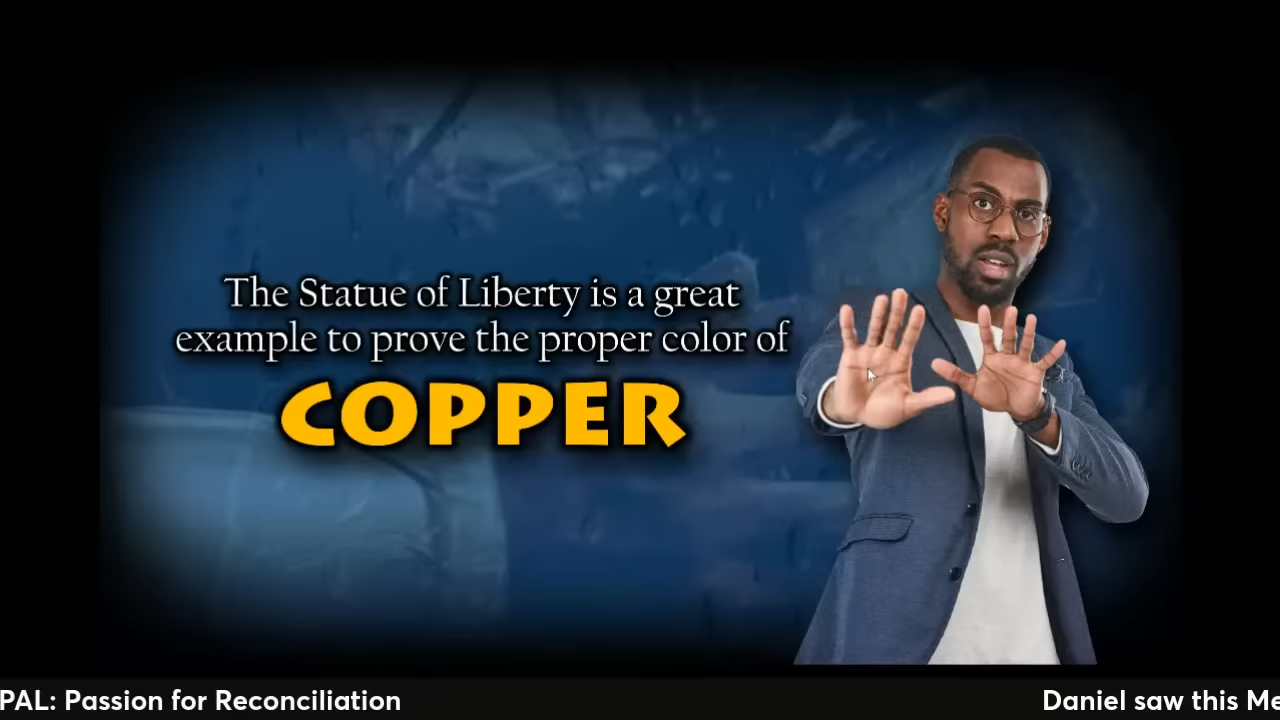 The Statue of Liberty is a great
example to prove the proper color of
COPPER
PAL: Passion for Reconciliation
Daniel saw this Me